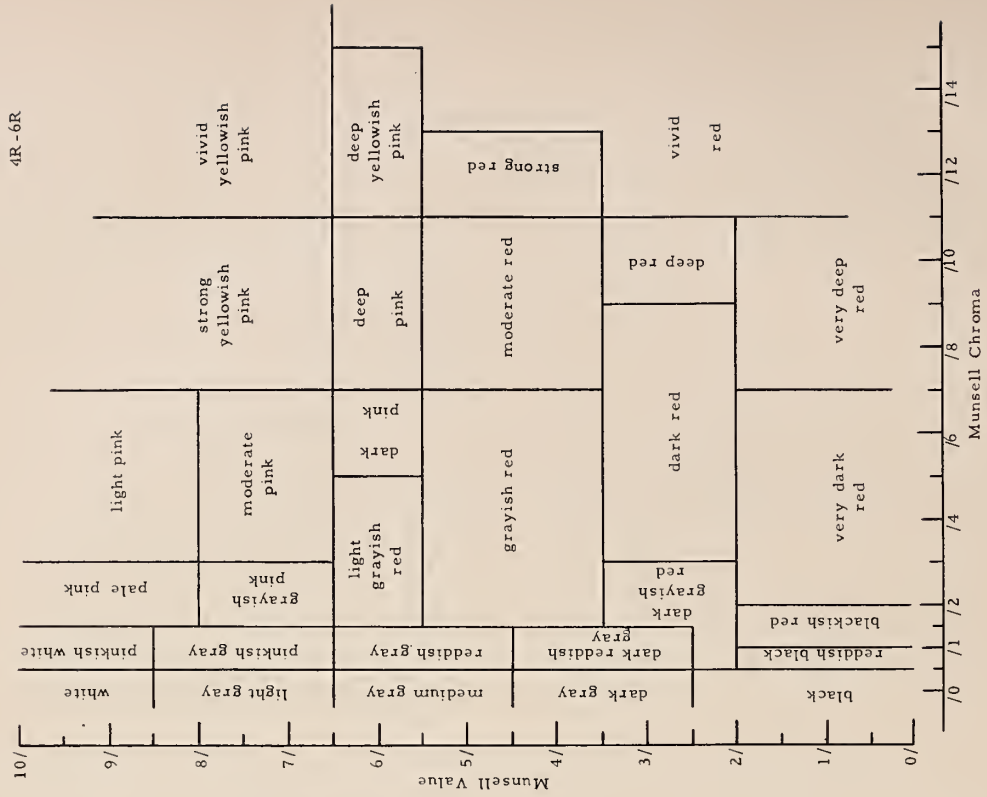 4R-6R
vivid
yellowish
pink
strong
yellowish
pink
light pink
moderate
pink
pale pink
grayish
pink
pinkish white
pinkish gray
white
light gray
deep
yellowish
pink
deep
pink
dark
pink
light
grayish
red
reddish gray
medium gray
strong red
moderate red
grayish red
dark reddish
gray
dark gray
vivid
red
deep red
dark red
dark
grayish
red
very deep
red
very dark
red
blackish red
reddish black
black
10/
9/
8/
7/
6/
5/
4/
3/
2/
1/
0/
Munsell Value
/0
/1
/2
/4
/6
/8
/10
/12
/14
Munsell Chroma